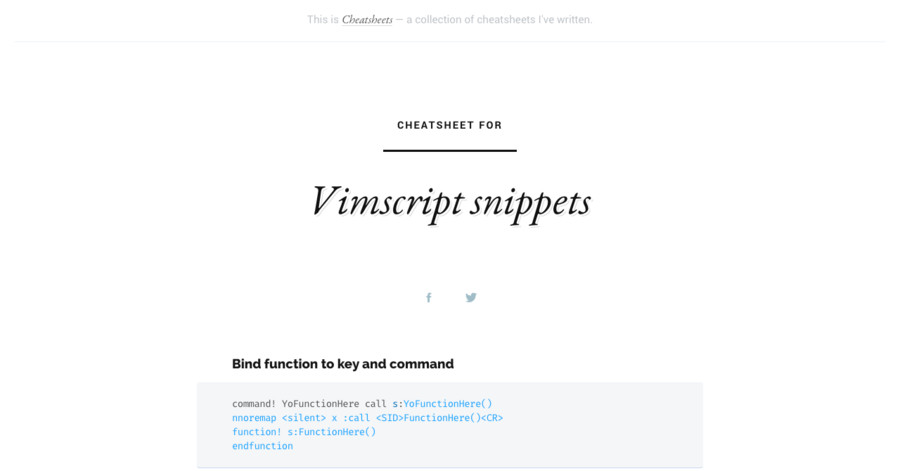 This is Cheatsheets — a collection of cheatsheets I've written.
CHEATSHEET FOR
Vimscript snippets
Bind function to key and command
command! YoFunctionHere call s:YoFunctionHere()
nnoremap <silent> x :call <SID>FunctionHere()<CR>
function! s:FunctionHere()
endfunction